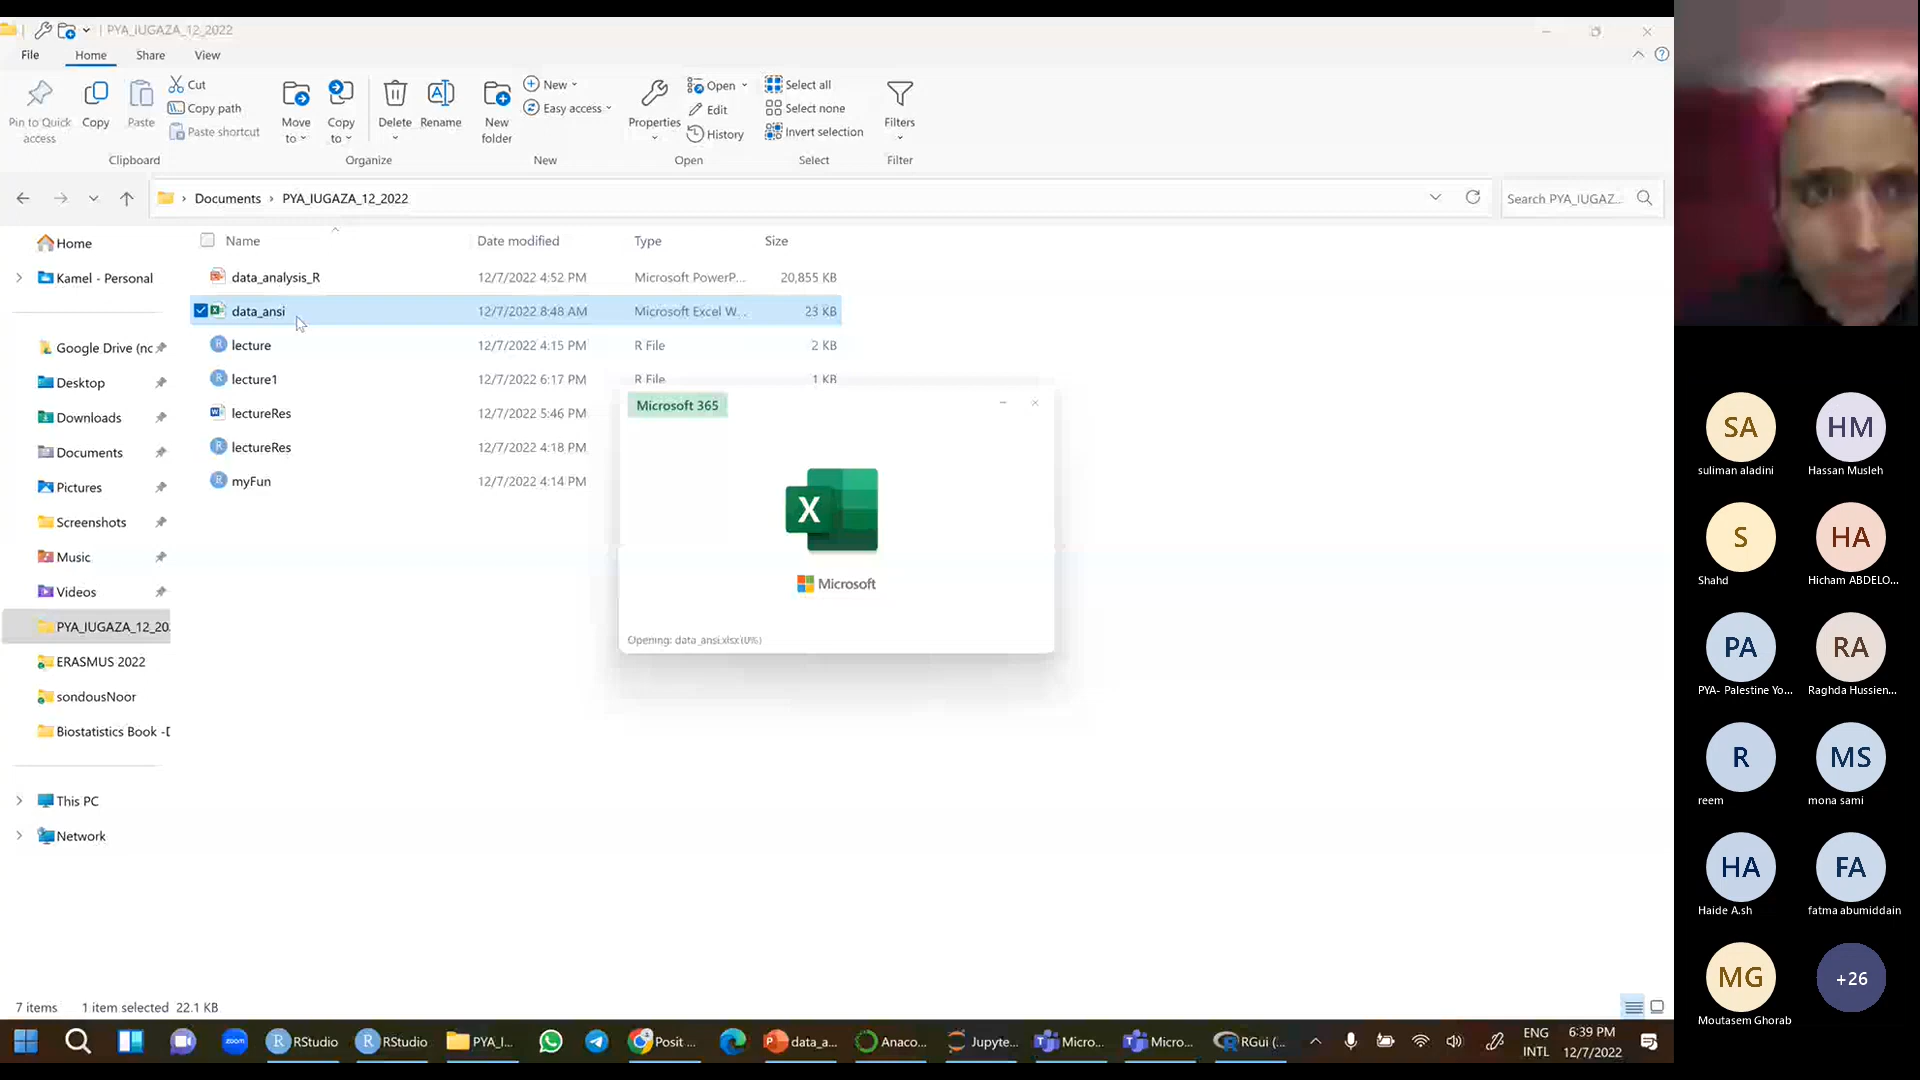 PYA_IUGAZA_12_2022
File
Home
Share
View
Pin to Quick access
Copy
Paste
Cut
Copy path
Paste shortcut
Clipboard
Move to
Copy to
Delete
Rename
Organize
New folder
New
Easy access
New
Properties
Open
Edit
History
Open
Select all
Select none
Invert selection
Select
Filters
Filter
Documents
PYA_IUGAZA_12_2022
Search PYA_IUGAZ...
Name
Date modified
Type
Size
data_analysis_R 12/7/2022 4:52 PM Microsoft PowerP... 20,855 KB
data_ansi 12/7/2022 8:48 AM Microsoft Excel W... 23 KB
lecture 12/7/2022 4:15 PM R File 2 KB
lecture1 12/7/2022 6:17 PM R File 1 KB
lectureRes 12/7/2022 5:46 PM
lectureRes 12/7/2022 4:18 PM
myFun 12/7/2022 4:14 PM
Home
Kamel - Personal
Google Drive (nc
Desktop
Downloads
Documents
Pictures
Screenshots
Music
Videos
PYA_IUGAZA_12_20
ERASMUS 2022
sondousNoor
Biostatistics Book -D
This PC
Network
Microsoft 365
X
Microsoft
Opening: data_ansi.xlsx (0%)
7 items
1 item selected 22.1 KB
zoom
RStudio
RStudio
PYA_I...
Posit ...
data_a...
Anaco...
Jupyte...
Micro...
Micro...
RGui (...
ENG
INTL
6:39 PM
12/7/2022
SA
suliman aladini
HM
Hassan Musleh
S
Shahd
HA
Hicham ABDELO...
PA
PYA- Palestine Yo...
RA
Raghda Hussien...
R
reem
MS
mona sami
HA
Haide A.sh
FA
fatma abumiddain
MG
Moutasem Ghorab
+26